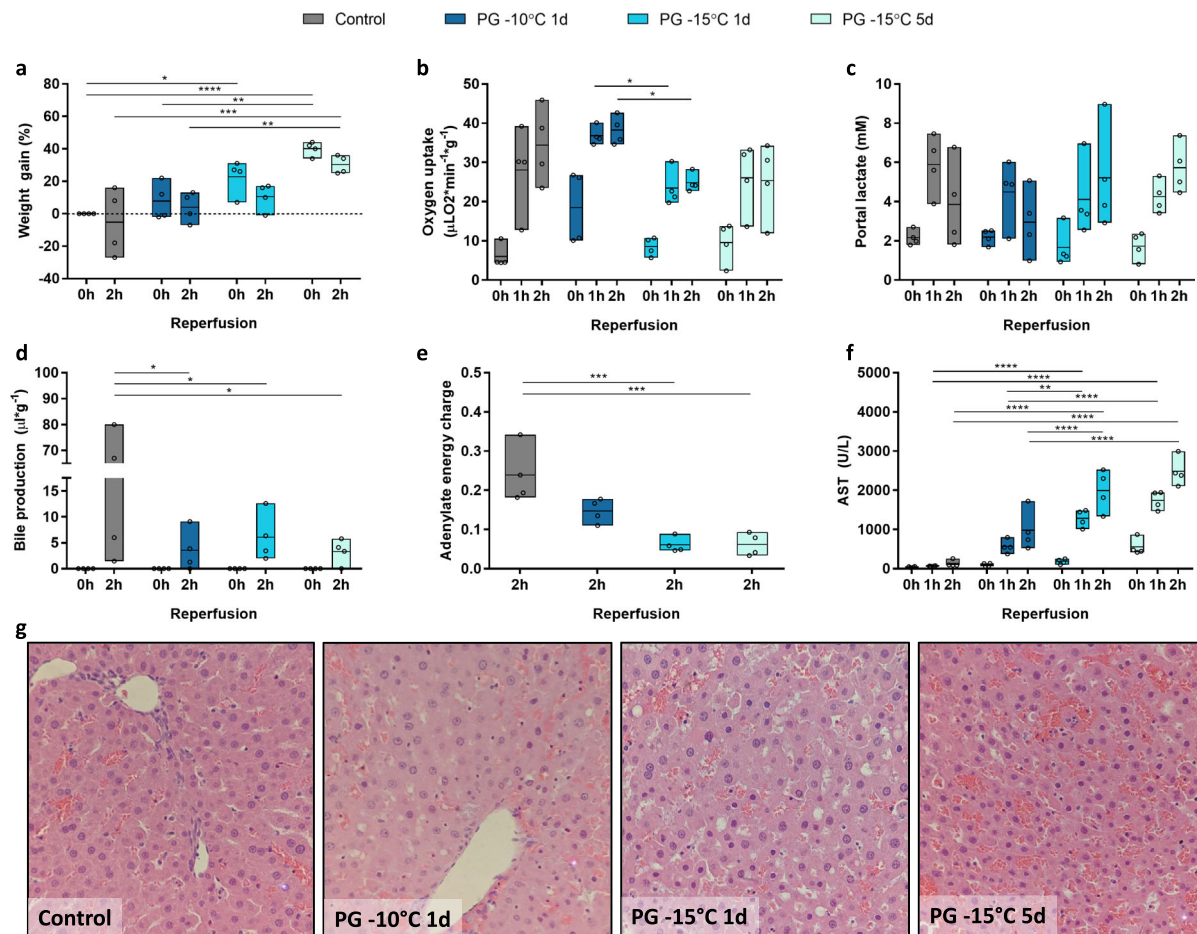 Control PG -10°C 1d PG -15°C 1d PG -15°C 5d
a
Weight gain (%)
80
60
40
20
0
-20
-40
-60
* 
****
**
***
**
0h 2h 0h 2h 0h 2h 0h 2h
Reperfusion
b
Oxygen uptake
(µLO2*min⁻¹*g⁻¹)
50
40
30
20
10
0
*
*
0h 1h 2h 0h 1h 2h 0h 1h 2h 0h 1h 2h
Reperfusion
c
Portal lactate (mM)
10
8
6
4
2
0
0h 1h 2h 0h 1h 2h 0h 1h 2h 0h 1h 2h
Reperfusion
d
Bile production (µl*g⁻¹)
100
90
80
70
15
10
5
0
*
*
*
0h 2h 0h 2h 0h 2h 0h 2h
Reperfusion
e
Adenylate energy charge
0.5
0.4
0.3
0.2
0.1
0.0
***
***
2h 2h 2h 2h
Reperfusion
f
AST (U/L)
5000
4000
3000
2000
1000
0
****
****
**
****
****
****
****
****
0h 1h 2h 0h 1h 2h 0h 1h 2h 0h 1h 2h
Reperfusion
g
Control
PG -10°C 1d
PG -15°C 1d
PG -15°C 5d